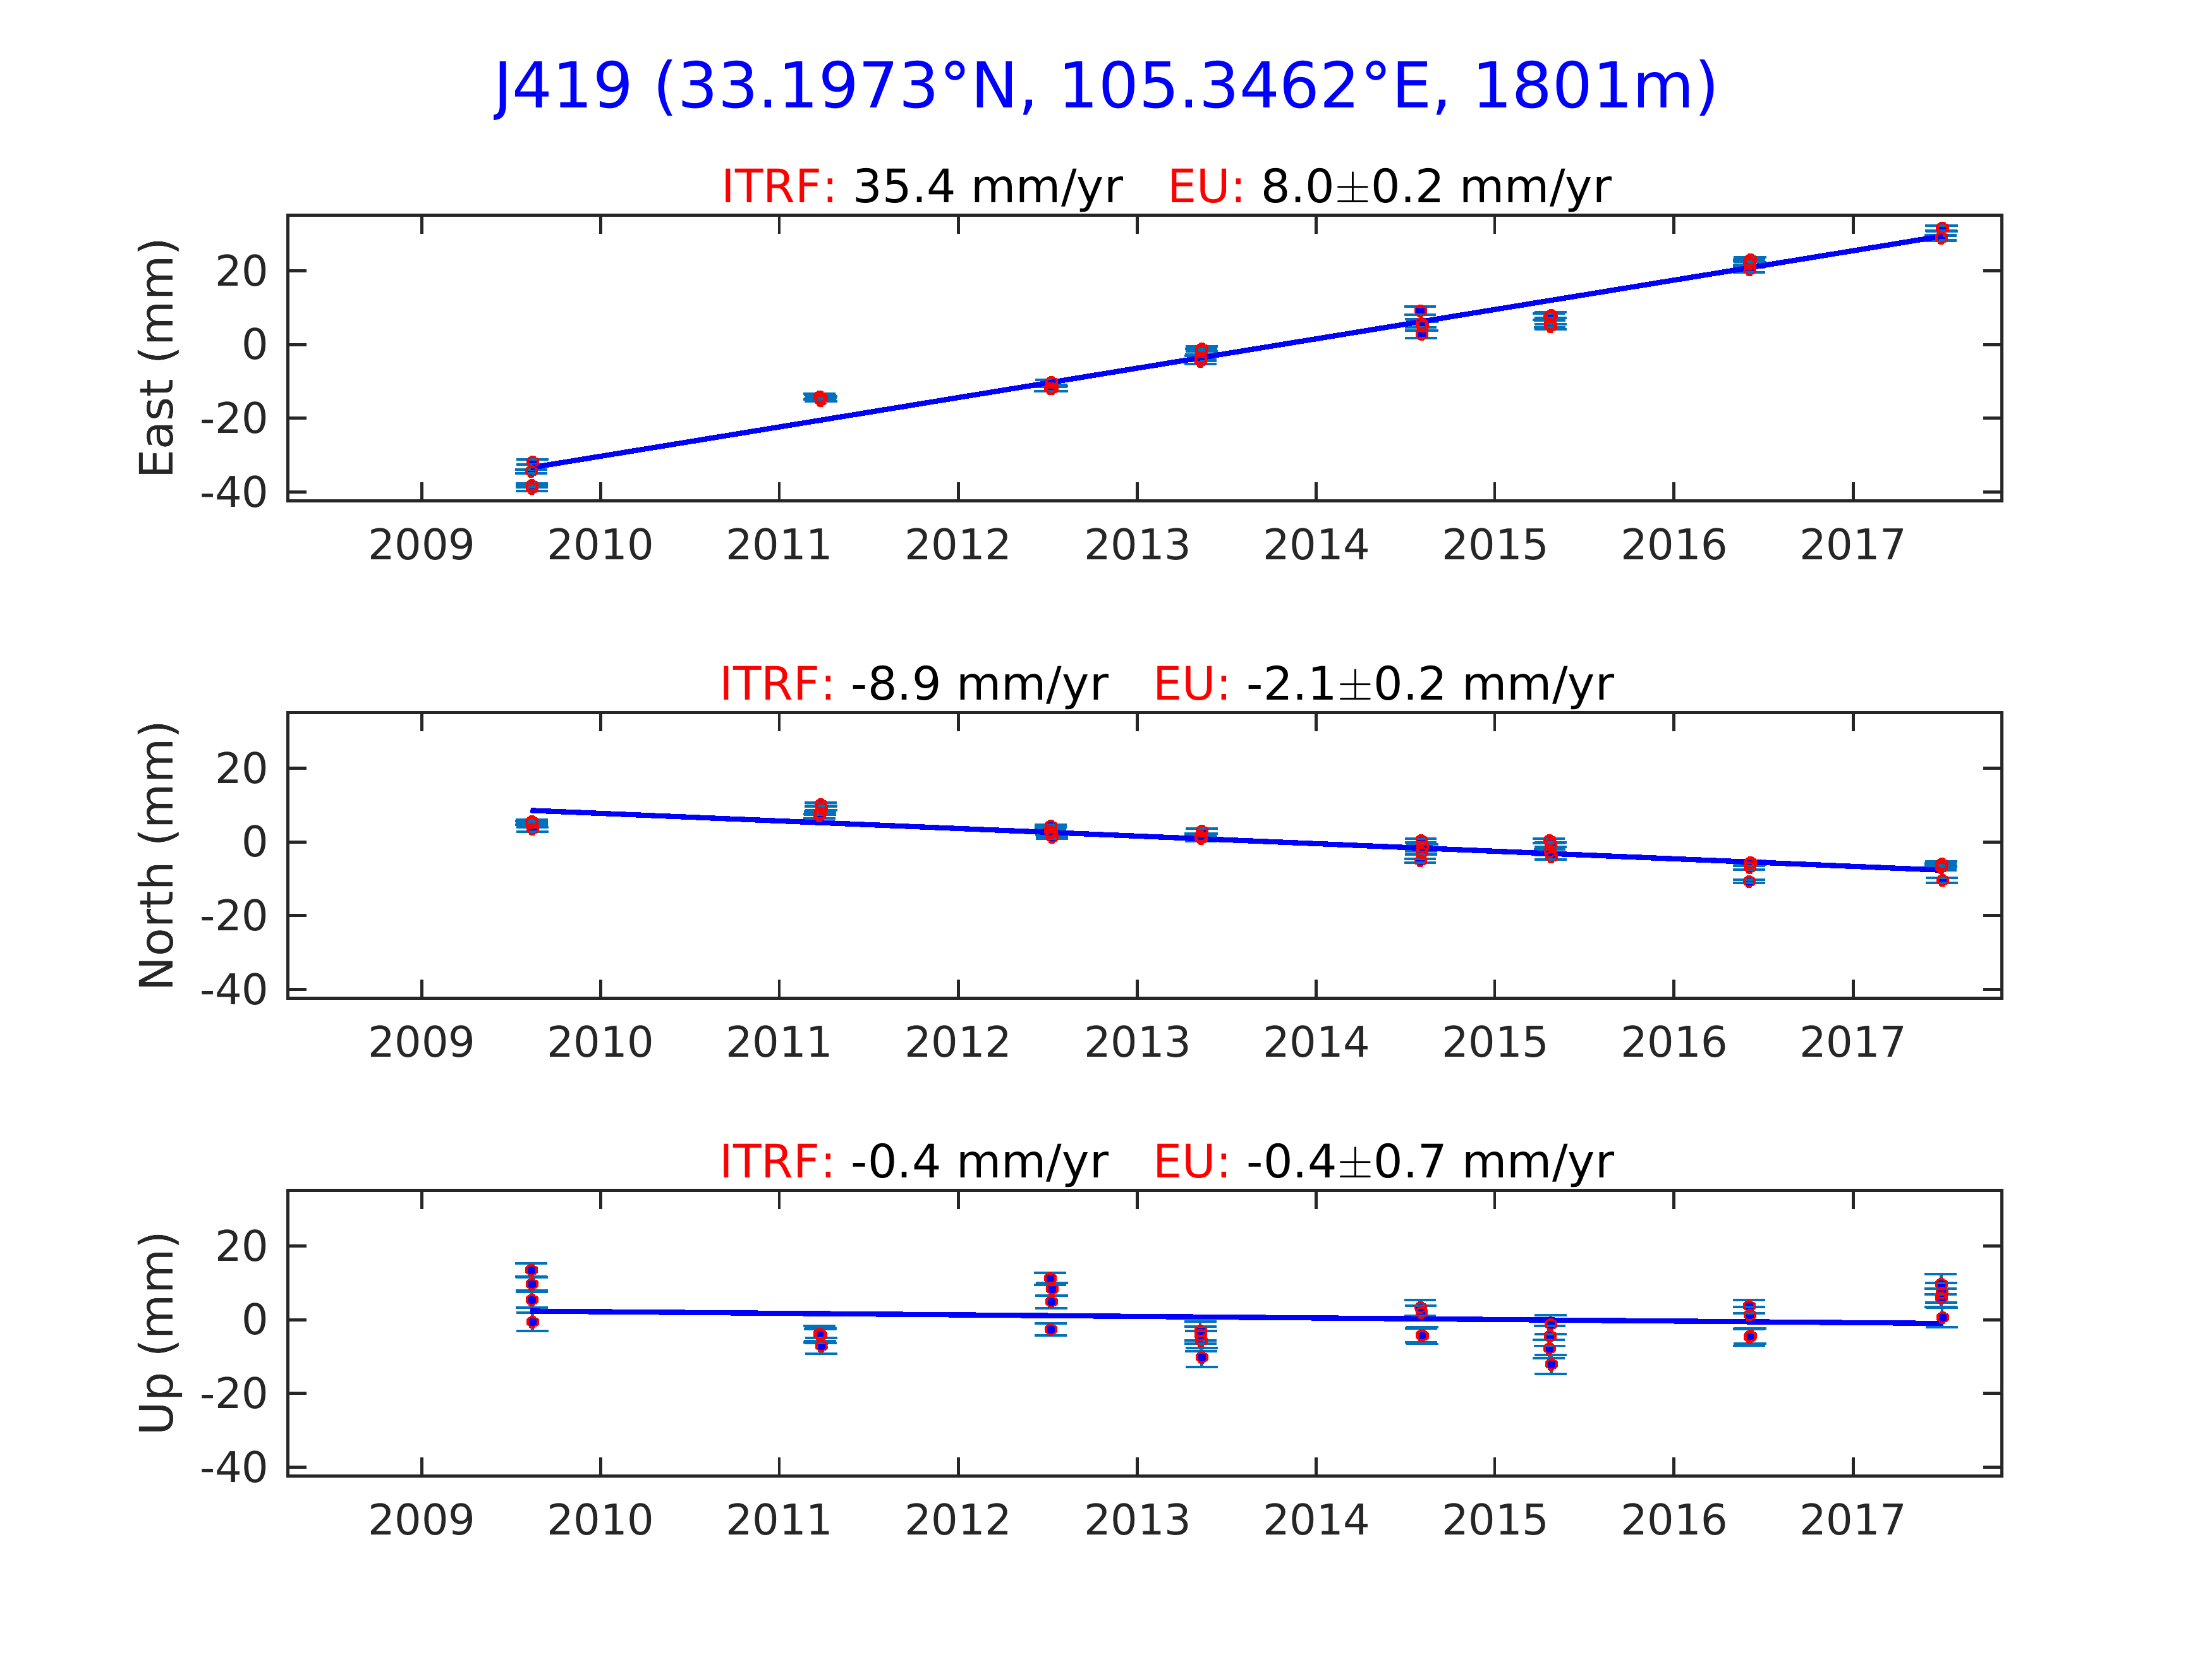 J419 (33.1973°N, 105.3462°E, 1801m)
ITRF: 35.4 mm/yr EU: 8.0±0.2 mm/yr
East (mm)
20
0
-20
-40
2009 2010 2011 2012 2013 2014 2015 2016 2017
ITRF: -8.9 mm/yr EU: -2.1±0.2 mm/yr
North (mm)
20
0
-20
-40
2009 2010 2011 2012 2013 2014 2015 2016 2017
ITRF: -0.4 mm/yr EU: -0.4±0.7 mm/yr
Up (mm)
20
0
-20
-40
2009 2010 2011 2012 2013 2014 2015 2016 2017